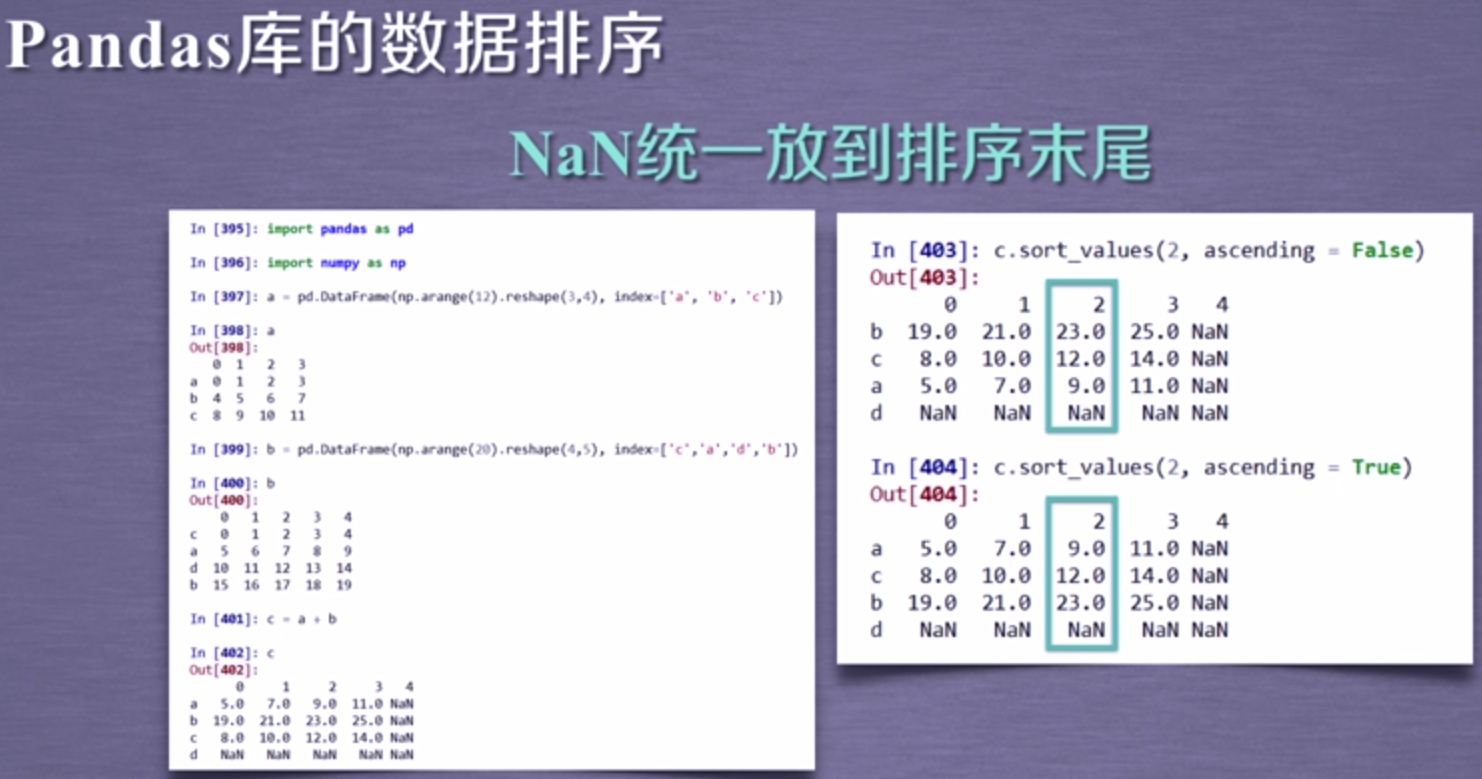 Pandas库的数据排序
NaN统一放到排序末尾
In [395]: import pandas as pd
In [396]: import numpy as np
In [397]: a = pd.DataFrame(np.arange(12).reshape(3,4), index=['a', 'b', 'c'])
In [398]: a
Out[398]:
0 1 2 3
a 0 1 2 3
b 4 5 6 7
c 8 9 10 11
In [399]: b = pd.DataFrame(np.arange(20).reshape(4,5), index=['c','a','d','b'])
In [400]: b
Out[400]:
0 1 2 3 4
c 0 1 2 3 4
a 5 6 7 8 9
d 10 11 12 13 14
b 15 16 17 18 19
In [401]: c = a + b
In [402]: c
Out[402]:
0 1 2 3 4
a 5.0 7.0 9.0 11.0 NaN
b 19.0 21.0 23.0 25.0 NaN
c 8.0 10.0 12.0 14.0 NaN
d NaN NaN NaN NaN NaN
In [403]: c.sort_values(2, ascending = False)
Out[403]:
0 1 2 3 4
b 19.0 21.0 23.0 25.0 NaN
c 8.0 10.0 12.0 14.0 NaN
a 5.0 7.0 9.0 11.0 NaN
d NaN NaN NaN NaN NaN
In [404]: c.sort_values(2, ascending = True)
Out[404]:
0 1 2 3 4
a 5.0 7.0 9.0 11.0 NaN
c 8.0 10.0 12.0 14.0 NaN
b 19.0 21.0 23.0 25.0 NaN
d NaN NaN NaN NaN NaN